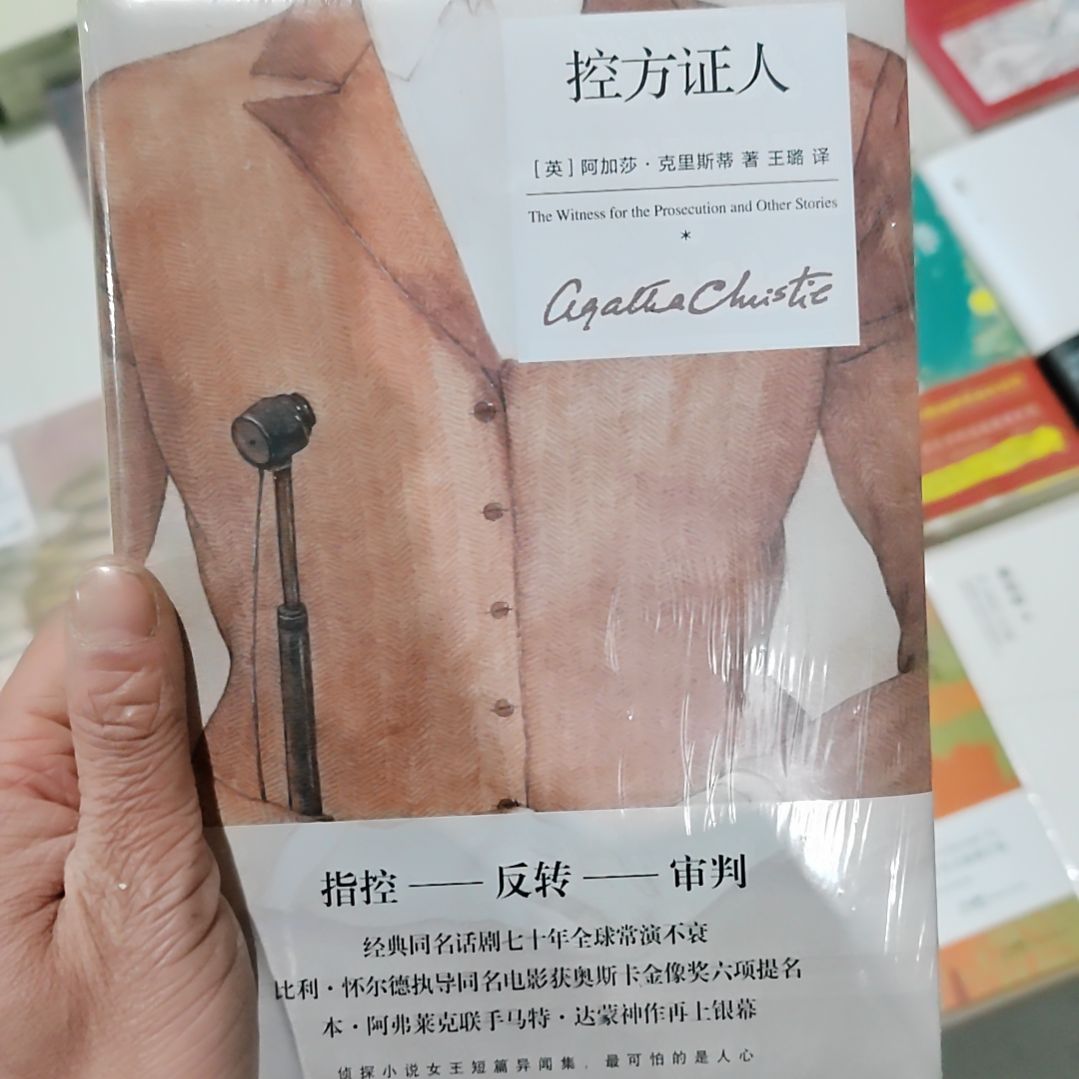 控方证人
[英]阿加莎·克里斯蒂 著 王璐 译
The Witness for the Prosecution and Other Stories
*
Agatha Christie
指控 —— 反转 —— 审判
经典同名话剧七十年全球常演不衰
比利·怀尔德执导同名电影获奥斯卡金像奖六项提名
本·阿弗莱克联手马特·达蒙神作再上银幕
侦探小说女王短篇异闻集，最可怕的是人心